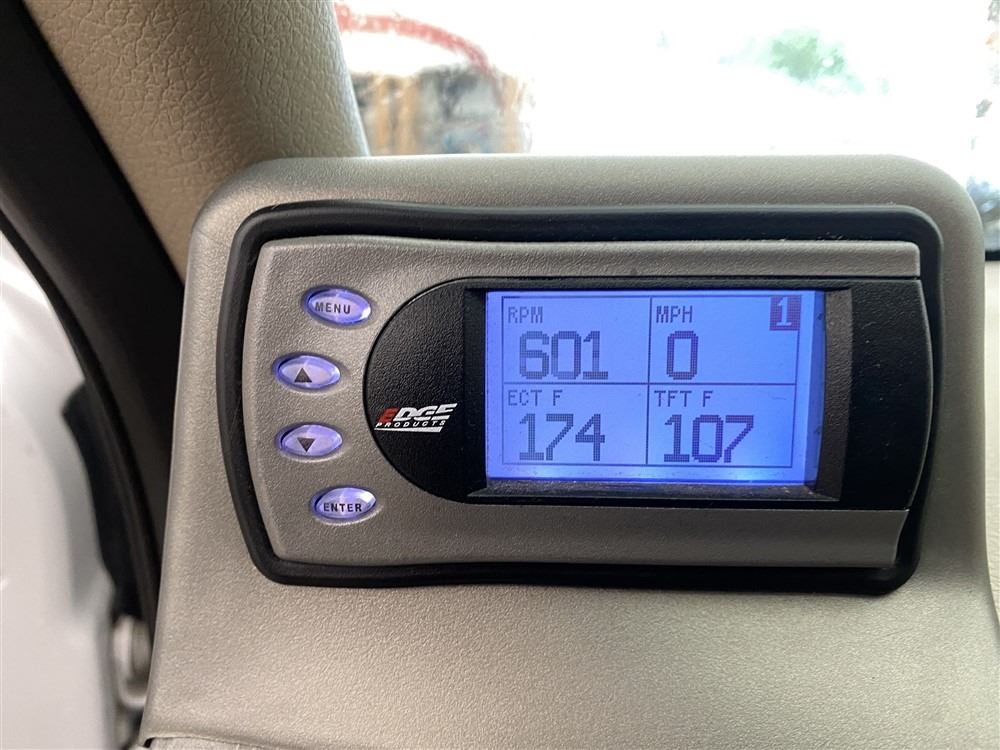 MENU
ENTER
EDGE
PRODUCTS
RPM
601
MPH
0
1
ECT F
174
TFT F
107